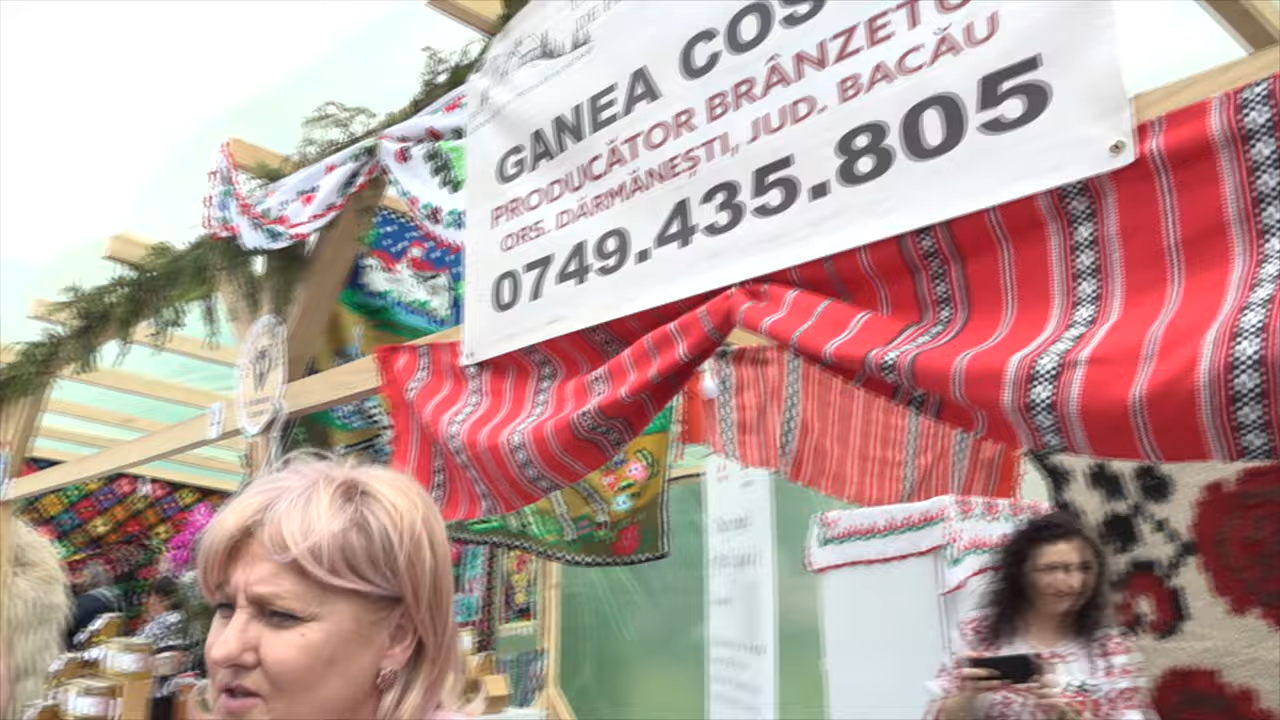 GANEA COS
PRODUCĂTOR BRÂNZETU
ORS. DĂRMĂNEȘTI, JUD. BACĂU
0749.435.805